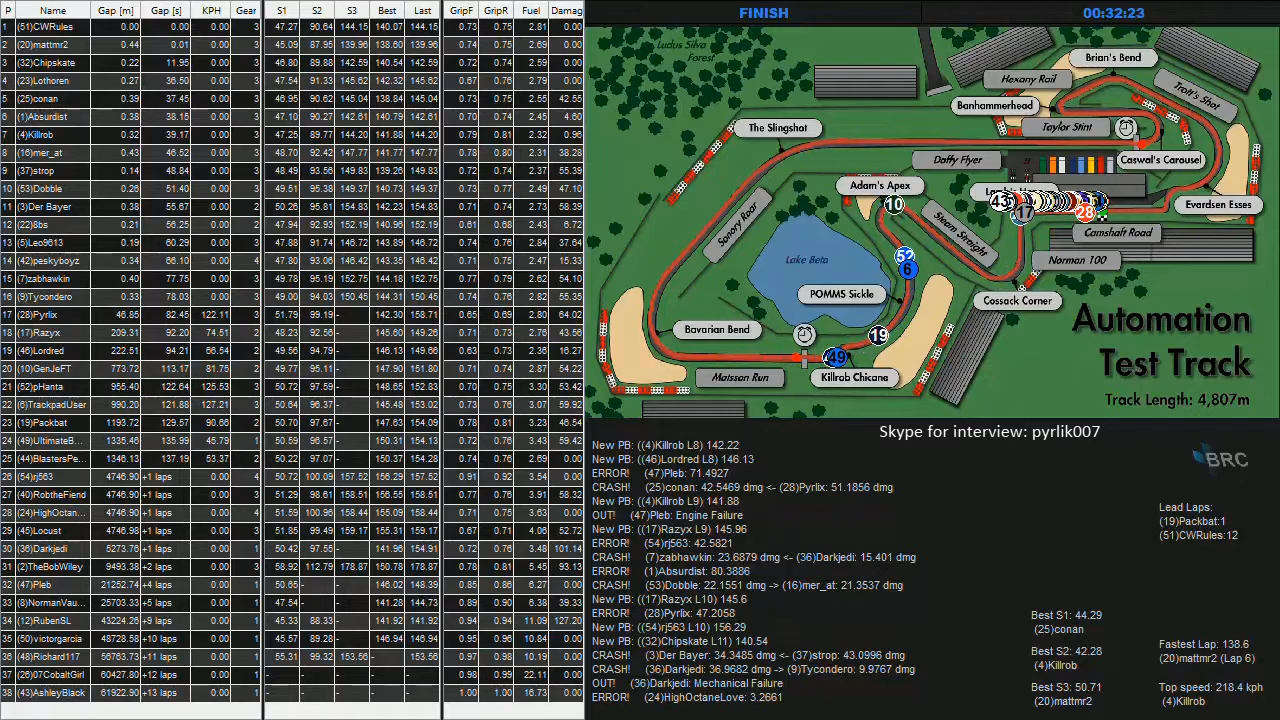 P Name Gap [m] Gap [s] KPH Gear S1 S2 S3 Best Last GripF GripR Fuel Damag
1 (51)CWRules 0.00 0.00 0.00 3 47.27 90.64 144.15 140.07 144.15 0.73 0.75 2.81 0.00
2 (20)mattmr2 0.44 0.01 0.00 3 45.09 87.95 139.96 138.60 139.96 0.74 0.75 2.69 0.00
3 (32)Chipskate 0.22 11.95 0.00 3 46.80 89.88 142.59 140.54 142.59 0.72 0.74 2.59 0.00
4 (23)Lothoren 0.27 36.50 0.00 3 47.54 91.33 145.62 142.32 145.62 0.67 0.76 2.79 0.00
5 (25)conan 0.39 37.45 0.00 3 46.95 90.62 145.04 138.84 145.04 0.73 0.74 2.55 42.55
6 (1)Absurdist 0.38 38.15 0.00 3 47.10 90.27 142.61 140.79 142.61 0.70 0.74 2.45 4.60
7 (4)Killrob 0.32 39.17 0.00 3 47.25 89.77 144.20 141.88 144.20 0.79 0.81 2.32 0.96
8 (16)mer_at 0.43 46.52 0.00 3 48.70 92.42 147.77 141.77 147.77 0.78 0.80 2.31 38.28
9 (37)strop 0.14 48.84 0.00 3 48.49 93.56 149.83 139.26 149.83 0.72 0.74 2.37 55.39
10 (53)Dobble 0.26 51.40 0.00 3 49.51 95.38 149.37 140.73 149.37 0.72 0.74 2.49 47.10
11 (3)Der Bayer 0.38 55.67 0.00 3 50.26 95.81 153.94 142.09 153.94 0.71 0.74 2.73 58.39
12 (22)8bs 0.21 56.25 0.00 2 47.94 92.93 152.19 140.96 152.19 0.61 0.68 2.43 6.72
13 (5)Leo9613 0.19 60.29 0.00 3 47.88 91.74 146.72 143.89 146.72 0.74 0.75 2.84 37.64
14 (42)peskyboyz 0.34 66.10 0.00 4 47.80 93.06 146.42 143.35 146.42 0.71 0.75 2.47 15.33
15 (7)zabhawkin 0.40 77.75 0.00 3 49.78 95.19 152.75 144.18 152.75 0.77 0.77 2.62 54.10
16 (9)Tycondero 0.33 78.03 0.00 3 49.00 94.03 150.45 144.31 150.45 0.74 0.76 2.82 55.35
17 (28)Pyrlix 46.85 82.45 122.11 3 51.79 99.19 - 142.30 158.71 0.65 0.69 2.80 64.02
18 (17)Razyx 209.31 92.20 74.51 2 48.23 92.56 - 145.60 149.26 0.71 0.73 2.76 43.56
19 (46)Lordred 222.51 94.21 66.54 2 49.56 94.79 - 146.13 149.66 0.63 0.73 2.36 16.27
20 (10)GenJeFT 773.72 113.17 81.75 2 49.77 95.11 - 147.90 151.80 0.71 0.74 2.87 54.22
21 (52)pHanta 955.40 122.64 125.53 3 50.72 97.59 - 148.65 152.83 0.70 0.75 3.30 53.42
22 (6)TrackpadUser 990.20 121.88 127.21 3 50.64 96.37 - 145.48 153.02 0.71 0.76 3.07 59.92
23 (19)Packbat 1193.72 129.57 90.66 2 50.70 97.67 - 147.63 154.09 0.78 0.81 3.23 46.54
24 (49)UltimateB... 1335.46 135.99 45.79 1 50.59 96.57 - 150.31 154.13 0.72 0.76 3.43 59.42
25 (44)BlastersPe... 1346.13 137.19 53.37 2 50.22 97.07 - 150.37 154.28 0.74 0.74 2.69 0.00
26 (54)rj563 4746.90 +1 laps 0.00 4 50.72 100.09 157.52 156.29 157.52 0.91 0.92 3.54 0.00
27 (40)RobtheFiend 4746.90 +1 laps 0.00 3 51.29 98.61 158.51 156.55 158.51 0.77 0.76 3.91 58.32
28 (24)HighOctan... 4746.90 +1 laps 0.00 4 51.59 100.96 158.44 155.09 158.44 0.71 0.75 3.63 0.00
29 (45)Locust 4746.98 +1 laps 0.00 3 51.85 99.49 159.17 155.31 159.17 0.67 0.71 4.06 52.72
30 (36)Darkjedi 5273.76 +1 laps 0.00 1 50.42 97.55 - 141.96 154.91 0.72 0.76 3.48 101.14
31 (2)TheBobWiley 9493.38 +2 laps 0.00 1 58.92 112.79 178.87 150.78 178.87 0.78 0.81 5.45 93.13
32 (47)Pleb 21252.74 +4 laps 0.00 1 50.65 - - 146.02 148.39 0.85 0.86 6.27 0.00
33 (8)NormanVau... 25703.33 +5 laps 0.00 1 47.54 - - 141.28 144.73 0.89 0.90 6.38 39.33
34 (12)RubenSL 43224.26 +9 laps 0.00 1 45.33 88.33 - 141.92 141.92 0.94 0.94 11.09 127.20
35 (50)victorgarcia 48728.58 +10 laps 0.00 1 45.57 89.28 - 146.94 146.94 0.95 0.96 10.84 0.00
36 (48)Richard117 56763.73 +11 laps 0.00 1 55.31 99.32 153.56 - 153.56 0.97 0.98 10.19 0.00
37 (26)07CobaltGirl 60427.80 +12 laps 0.00 1 - - - - - 0.98 0.99 22.11 0.00
38 (43)AshleyBlack 61922.90 +13 laps 0.00 1 - - - - - 1.00 1.00 16.73 0.00
FINISH 00:32:23
Ludus Silva
Forest
Brian's Bend
Hexany Rail
Trott's Shot
Banhammerhead
The Slingshot
Taylor Stint
Daffy Flyer
Caswal's Carousel
Adam's Apex
43
17
28
10
Evardsen Esses
Sanory Roar
Steam Straight
Camshaft Road
Lake Beta
52
6
Norman 100
POMMS Sickle
Cossack Corner
Bavarian Bend
19
49
Matsson Run
Killrob Chicane
Automation
Test Track
Track Length: 4,807m
Skype for interview: pyrlik007
BRC
New PB: ((4)Killrob L8) 142.22
New PB: ((46)Lordred L8) 146.13
ERROR! (47)Pleb: 71.4927
CRASH! (25)conan: 42.5469 dmg <- (28)Pyrlix: 51.1856 dmg
New PB: ((4)Killrob L9) 141.88
OUT! (47)Pleb: Engine Failure
New PB: ((17)Razyx L9) 145.96
ERROR! (54)rj563: 42.5821
CRASH! (7)zabhawkin: 23.6879 dmg <- (36)Darkjedi: 15.401 dmg
ERROR! (1)Absurdist: 80.3886
CRASH! (53)Dobble: 22.1551 dmg -> (16)mer_at: 21.3537 dmg
New PB: ((17)Razyx L10) 145.6
ERROR! (28)Pyrlix: 47.2058
New PB: ((54)rj563 L10) 156.29
New PB: ((32)Chipskate L11) 140.54
CRASH! (3)Der Bayer: 34.3485 dmg <- (37)strop: 43.0996 dmg
CRASH! (36)Darkjedi: 36.9682 dmg -> (9)Tycondero: 9.9767 dmg
OUT! (36)Darkjedi: Mechanical Failure
ERROR! (24)HighOctaneLove: 3.2661
Lead Laps:
(19)Packbat:1
(51)CWRules:12
Best S1: 44.29
(25)conan
Best S2: 42.28
(4)Killrob
Best S3: 50.71
(20)mattmr2
Fastest Lap: 138.6
(20)mattmr2 (Lap 6)
Top speed: 218.4 kph
(4)Killrob